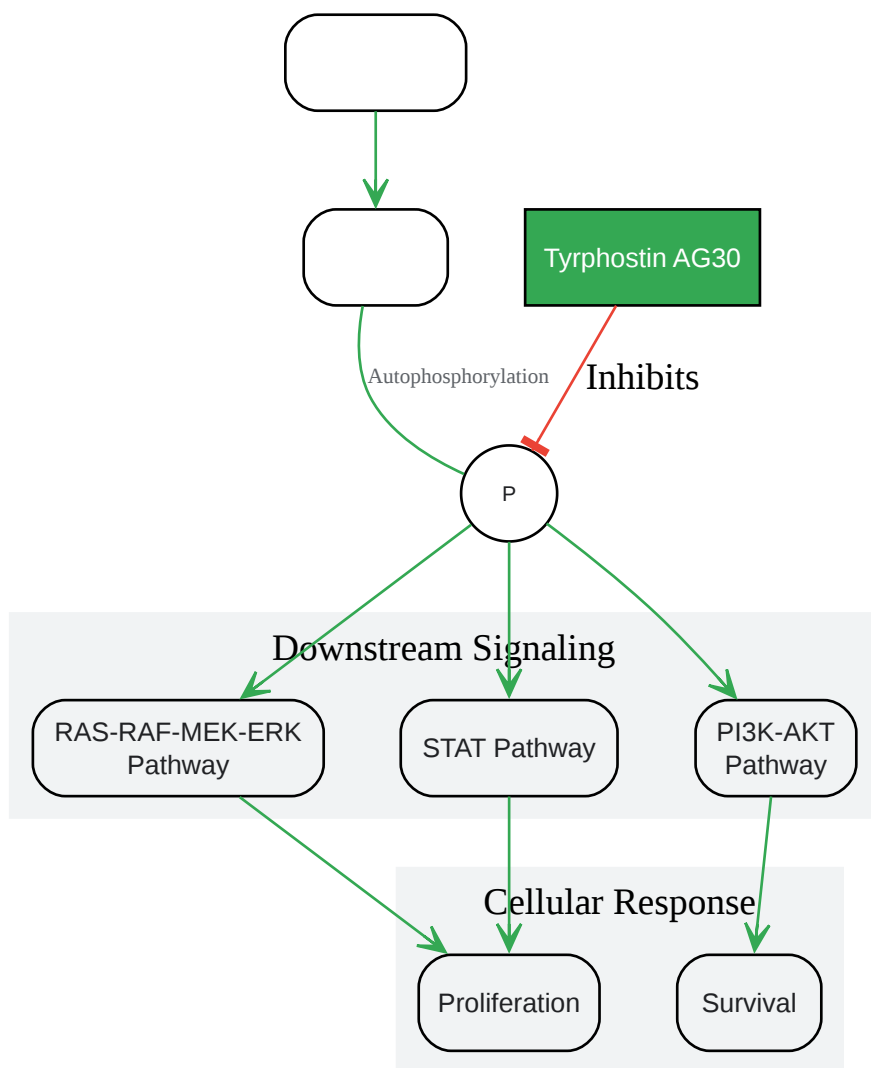 Tyrphostin AG30
Autophosphorylation
Inhibits
P
Downstream Signaling
RAS-RAF-MEK-ERK
Pathway
STAT Pathway
PI3K-AKT
Pathway
Cellular Response
Proliferation
Survival